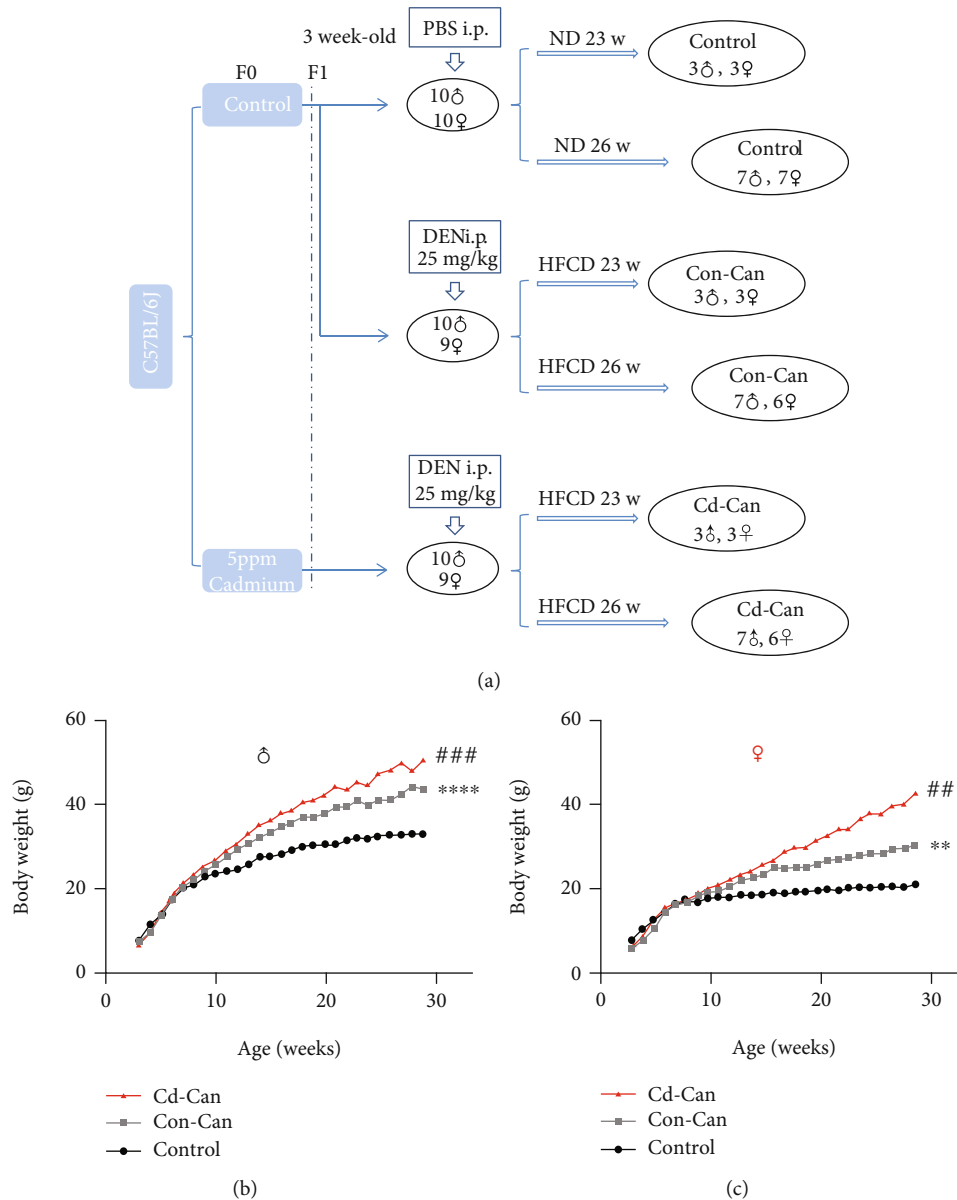 3 week-old
PBS i.p.
ND 23 w
Control
3♂, 3♀
F0
F1
Control
10♂
10♀
ND 26 w
Control
7♂, 7♀
C57BL/6J
DENi.p.
25 mg/kg
HFCD 23 w
Con-Can
3♂, 3♀
10♂
9♀
HFCD 26 w
Con-Can
7♂, 6♀
DEN i.p.
25 mg/kg
HFCD 23 w
Cd-Can
3♂, 3♀
5ppm
Cadmium
10♂
9♀
HFCD 26 w
Cd-Can
7♂, 6♀
(a)
60
40
20
0
Body weight (g)
♂
###
****
0
10
20
30
Age (weeks)
Cd-Can
Con-Can
Control
(b)
60
40
20
0
Body weight (g)
♀
##
**
0
10
20
30
Age (weeks)
Cd-Can
Con-Can
Control
(c)